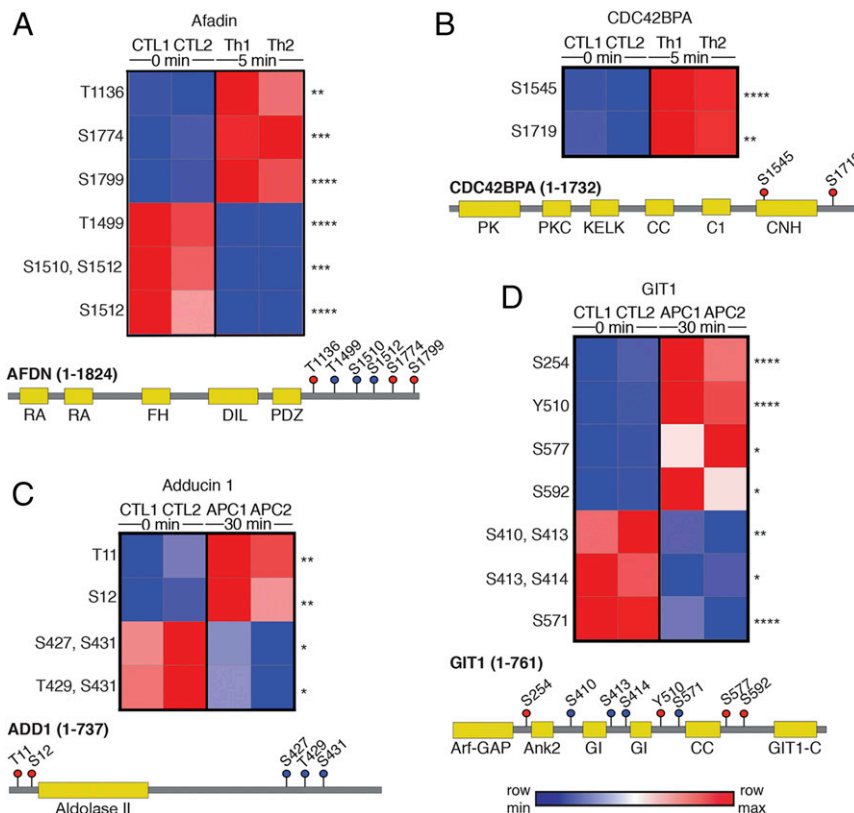 A
Afadin
CTL1 CTL2 Th1 Th2
0 min 5 min
T1136 **
S1774 ***
S1799 ****
T1499 ****
S1510, S1512 ***
S1512 ****
AFDN (1-1824)
T1136 T1499 S1510 S1512 S1774 S1799
RA RA FH DIL PDZ
B
CDC42BPA
CTL1 CTL2 Th1 Th2
0 min 5 min
S1545 ****
S1719 **
CDC42BPA (1-1732)
S1545 S1719
PK PKC KELK CC C1 CNH
C
Adducin 1
CTL1 CTL2 APC1 APC2
0 min 30 min
T11 **
S12 **
S427, S431 *
T429, S431 *
ADD1 (1-737)
T11 S12 S427 T429 S431
Aldolase II
D
GIT1
CTL1 CTL2 APC1 APC2
0 min 30 min
S254 ****
Y510 ****
S577 *
S592 *
S410, S413 **
S413, S414 *
S571 ****
GIT1 (1-761)
S254 S410 S413 S414 Y510 S571 S577 S592
Arf-GAP Ank2 GI GI CC GIT1-C
row min row max